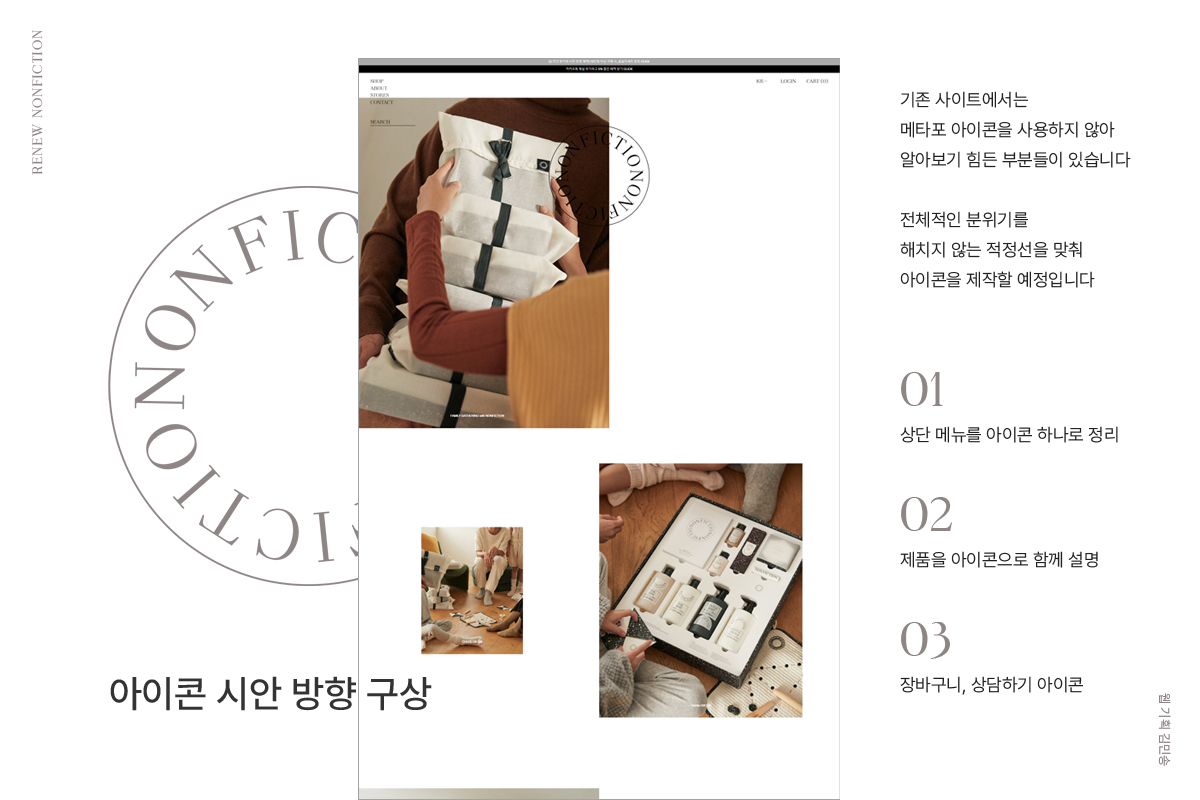 RENEW NONFICTION
NONFICTIONONFICTION
아이콘 시안 방향 구상
SHOP
ABOUT
STORES
CONTACT
SEARCH
KR
LOGIN
CART (0)
NONFICTIONONFICTION
FAMILY GATHERING with NONFICTION
기존 사이트에서는
메타포 아이콘을 사용하지 않아
알아보기 힘든 부분들이 있습니다
전체적인 분위기를
해치지 않는 적정선을 맞춰
아이콘을 제작할 예정입니다
01
상단 메뉴를 아이콘 하나로 정리
02
제품을 아이콘으로 함께 설명
03
장바구니, 상담하기 아이콘
웹 기획 김민송